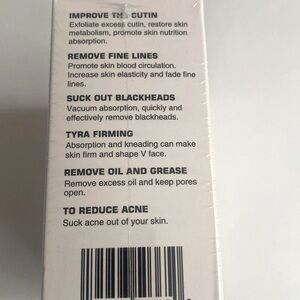 IMPROVE THE CUTIN
Exfoliate excess cutin, restore skin
metabolism, promote skin nutrition
absorption.
REMOVE FINE LINES
Promote skin blood circulation.
Increase skin elasticity and fade fine
lines.
SUCK OUT BLACKHEADS
Vacuum absorption, quickly and
effectively remove blackheads.
TYRA FIRMING
Absorption and kneading can make
skin firm and shape V face.
REMOVE OIL AND GREASE
Remove excess oil and keep pores
open.
TO REDUCE ACNE
Suck acne out of your skin.